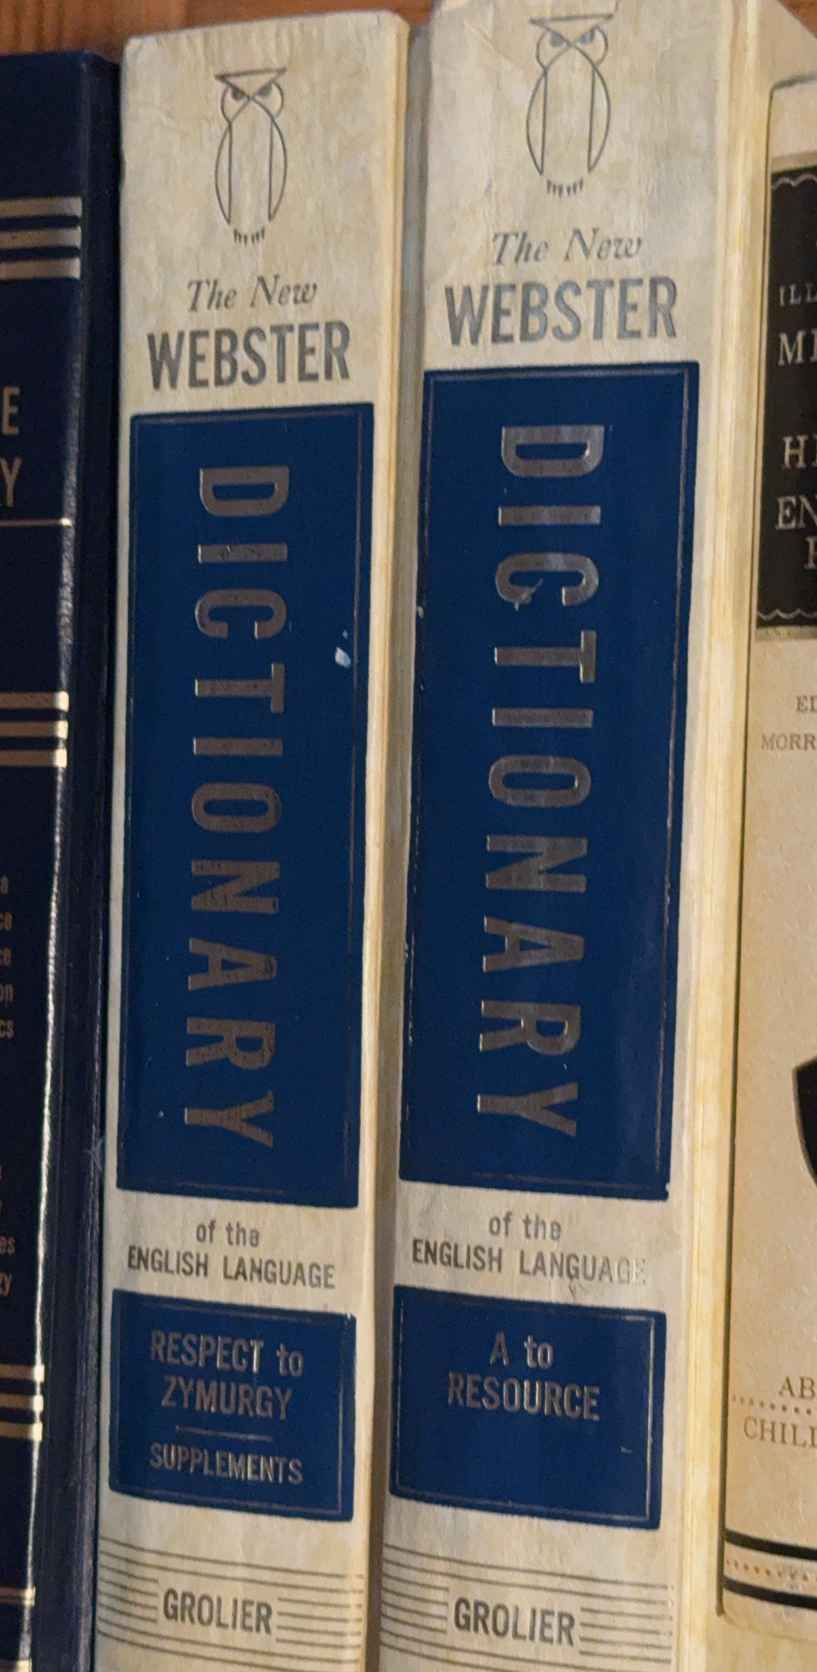 The New
WEBSTER
DICTIONARY
of the
ENGLISH LANGUAGE
RESPECT to
ZYMURGY
SUPPLEMENTS
GROLIER
The New
WEBSTER
DICTIONARY
of the
ENGLISH LANGUAGE
A to
RESOURCE
GROLIER